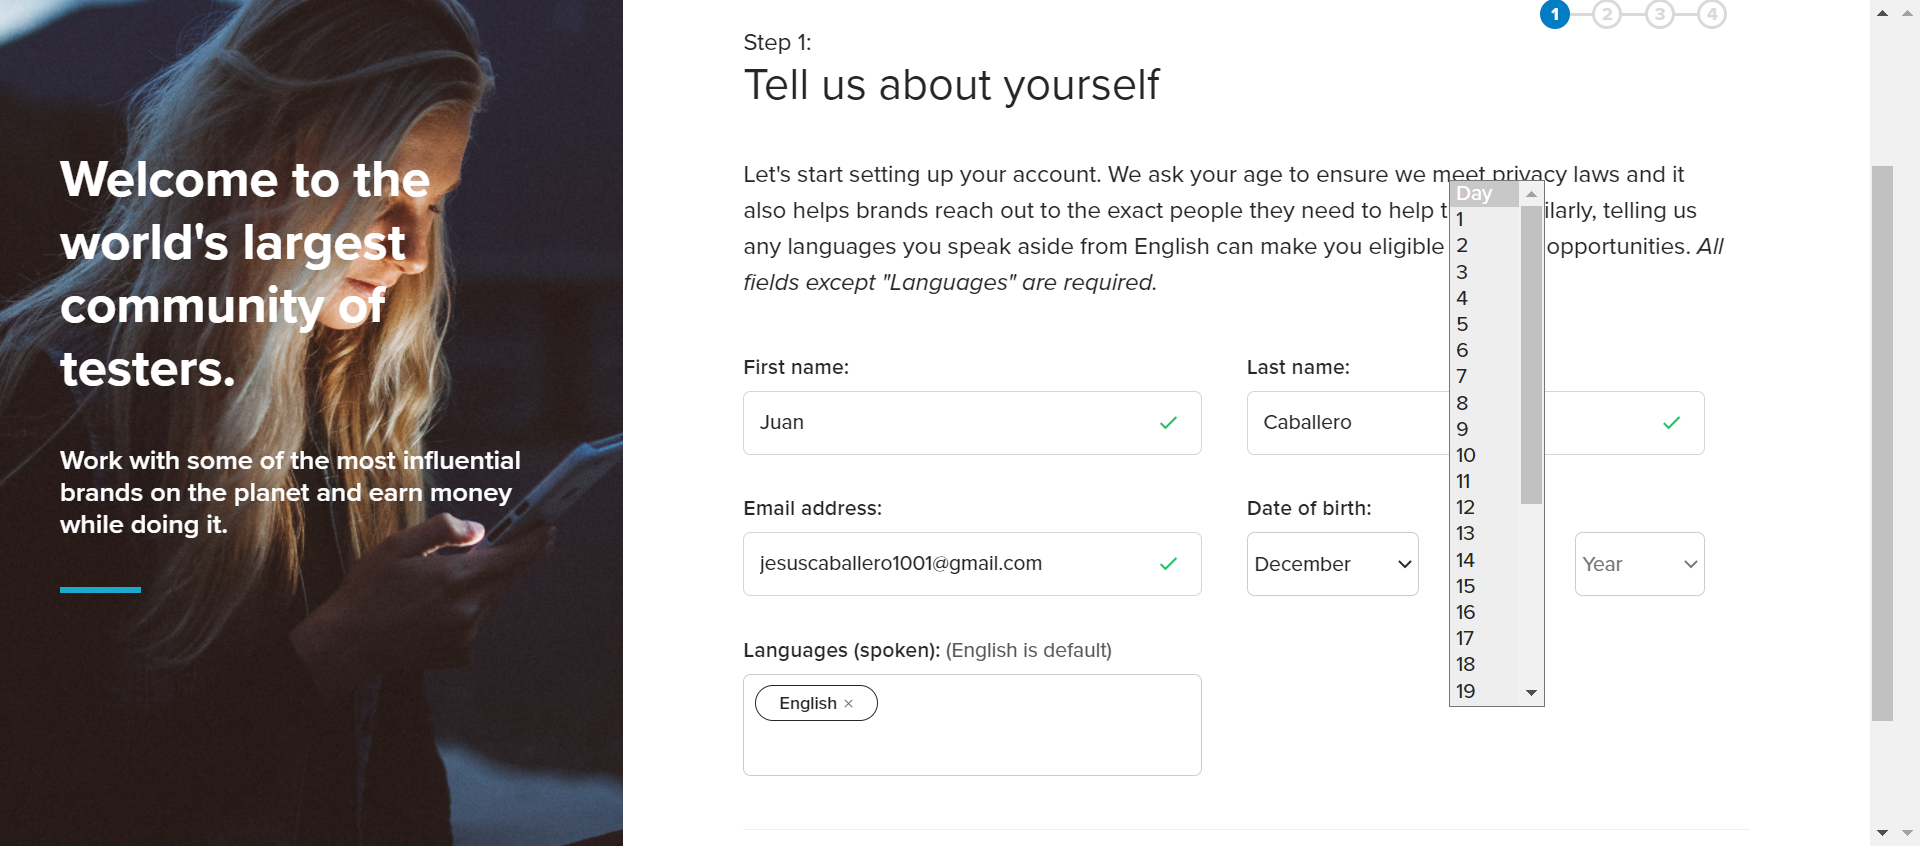 Welcome to the
world's largest
community of
testers.
Work with some of the most influential
brands on the planet and earn money
while doing it.
1 2 3 4
Step 1:
Tell us about yourself
Let's start setting up your account. We ask your age to ensure we meet privacy laws and it
also helps brands reach out to the exact people they need to help
any languages you speak aside from English can make you eligible opportunities. All
fields except "Languages" are required.
First name:
Juan
Last name:
Caballero
Email address:
jesuscaballero1001@gmail.com
Date of birth:
December
Day
1
2
3
4
5
6
7
8
9
10
11
12
13
14
15
16
17
18
19
Year
Languages (spoken): (English is default)
English ×